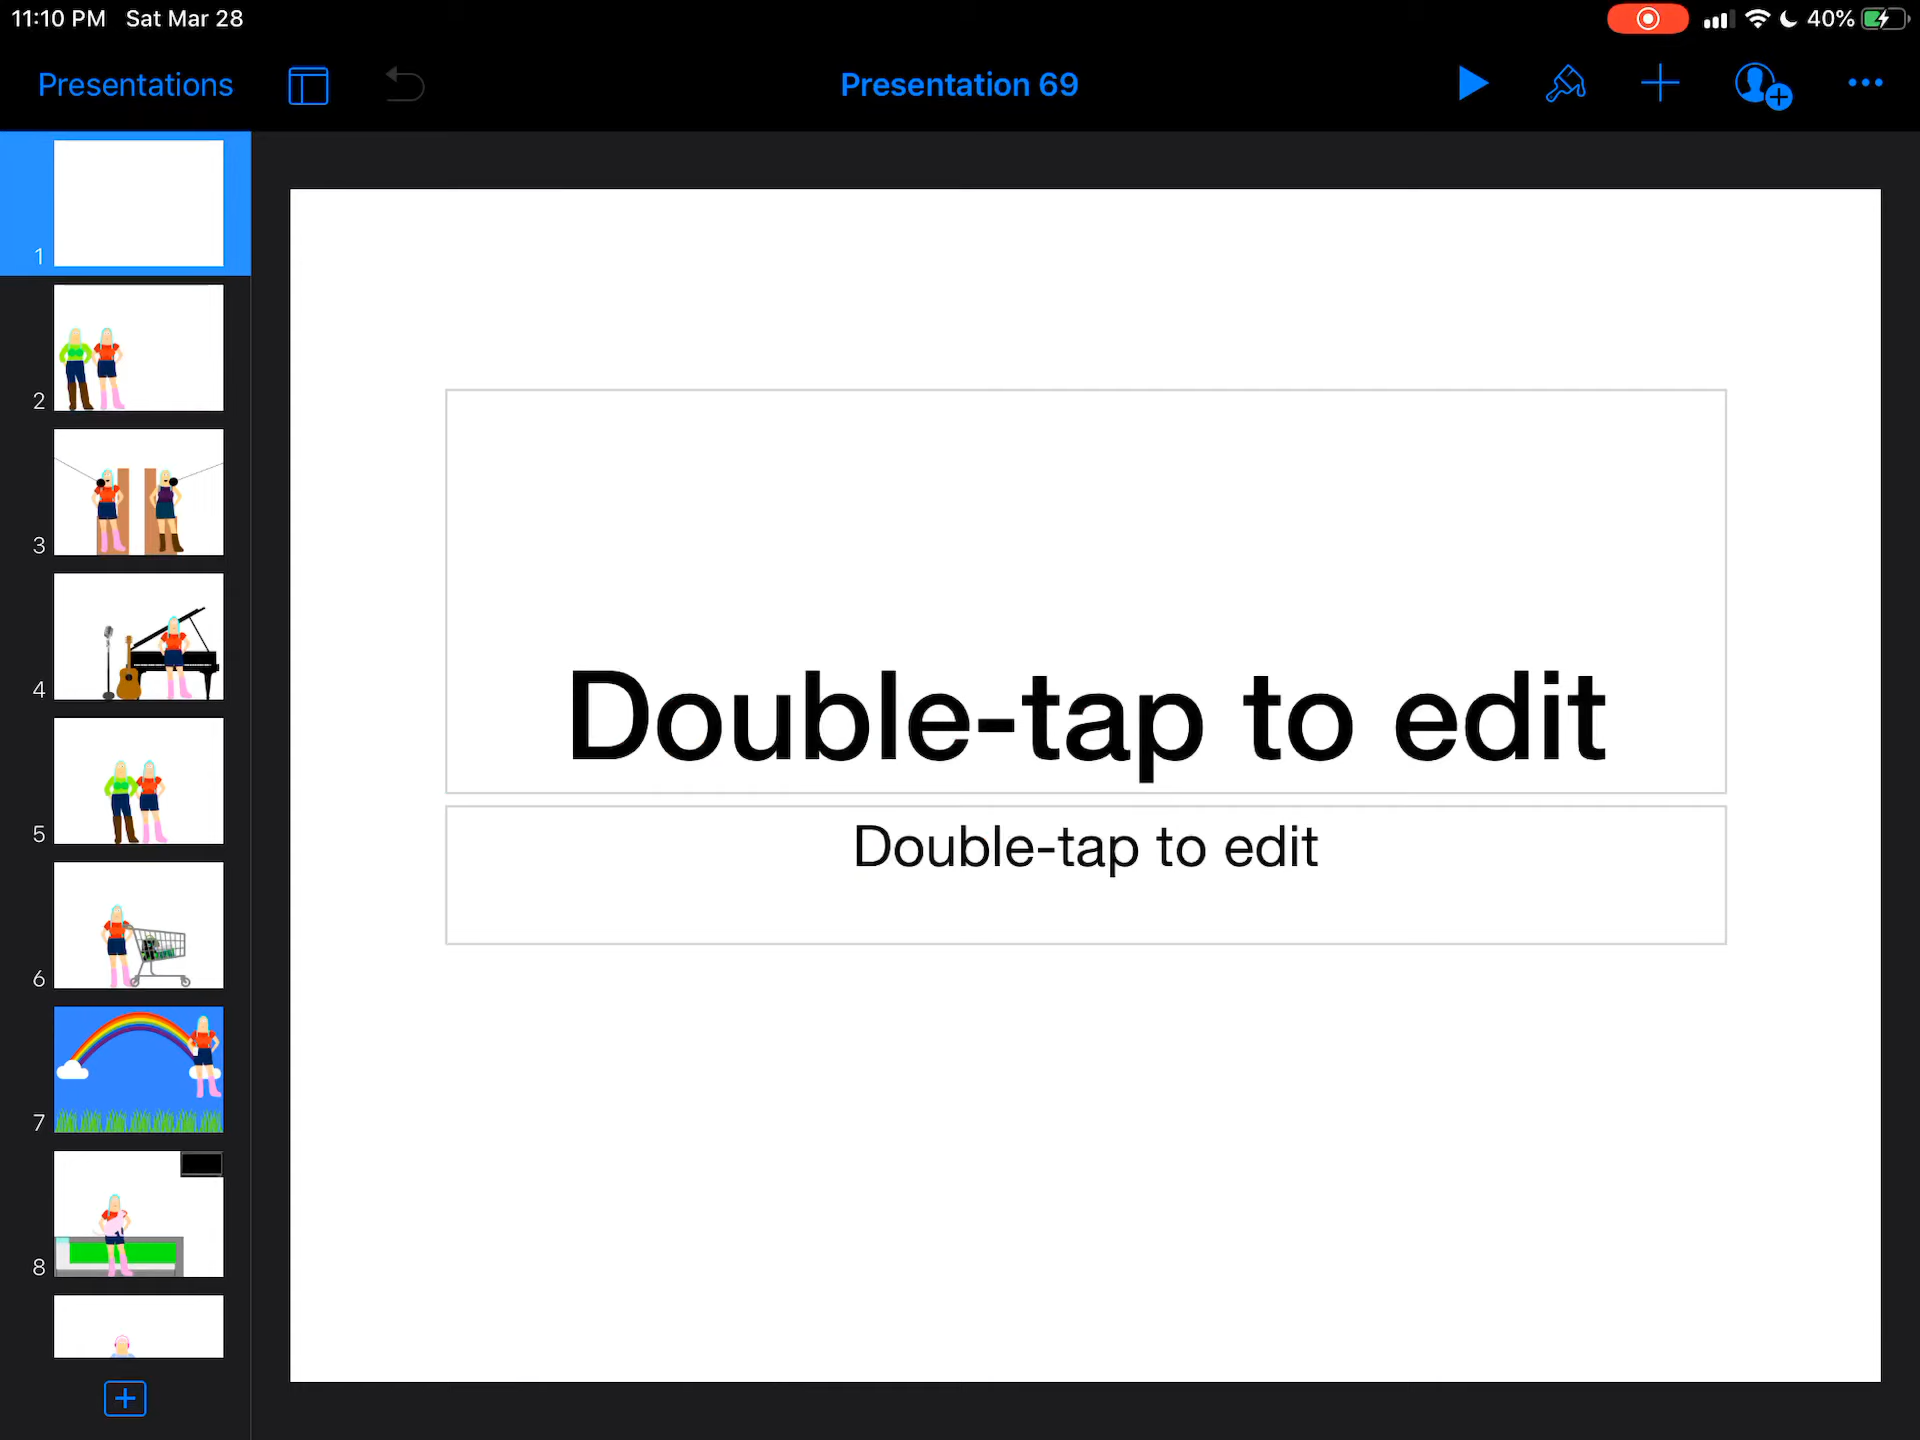 11:10 PM Sat Mar 28
40%
Presentations
Presentation 69
1
2
3
4
5
6
7
8
Double-tap to edit
Double-tap to edit